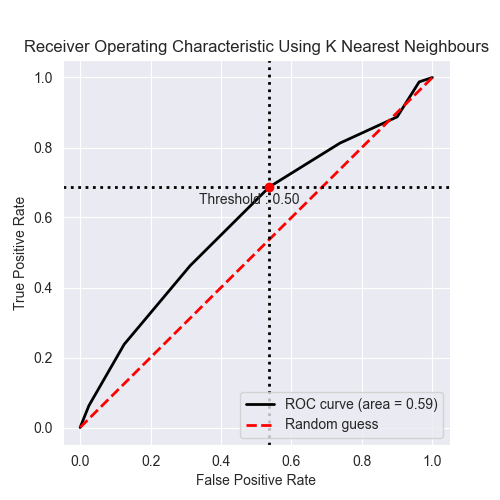 Receiver Operating Characteristic Using K Nearest Neighbours
True Positive Rate
1.0
0.8
0.6
0.4
0.2
0.0
Threshold : 0.50
ROC curve (area = 0.59)
Random guess
0.0 0.2 0.4 0.6 0.8 1.0
False Positive Rate